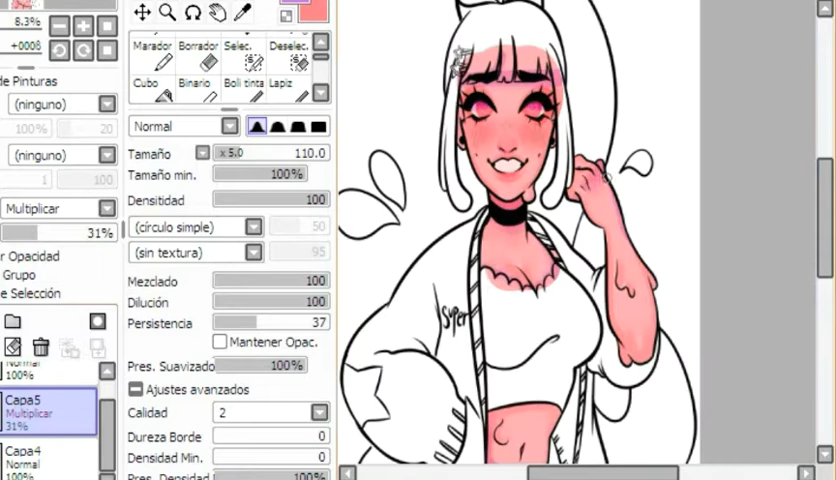 8.3%
+0008
de Pinturas
(ninguno)
100% 20
(ninguno)
1 100
Multiplicar
31%
r Opacidad
Grupo
e Selección
Normal
100%
Capa5
Multiplicar
31%
Capa4
Normal
100%
Marador Borrador Selec. Deselec.
Cubo Binario Boli tinta Lapiz
Normal
Tamaño x 5.0 110.0
Tamaño min. 100%
Densitidad 100
(círculo simple) 50
(sin textura) 95
Mezclado 100
Dilución 100
Persistencia 37
Mantener Opac.
Pres. Suavizado 100%
Ajustes avanzados
Calidad 2
Dureza Borde 0
Densidad Min. 0
Pres. Densidad 100%
Super